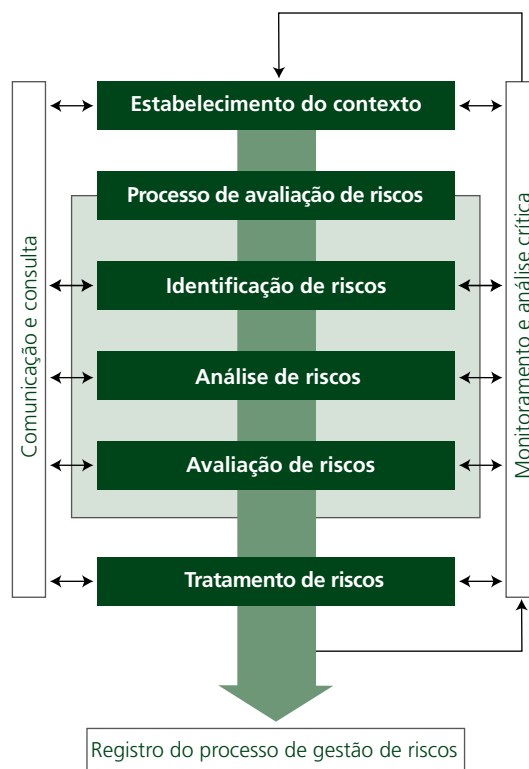 Estabelecimento do contexto
Processo de avaliação de riscos
Comunicação e consulta
Identificação de riscos
Análise de riscos
Avaliação de riscos
Monitoramento e análise crítica
Tratamento de riscos
Registro do processo de gestão de riscos